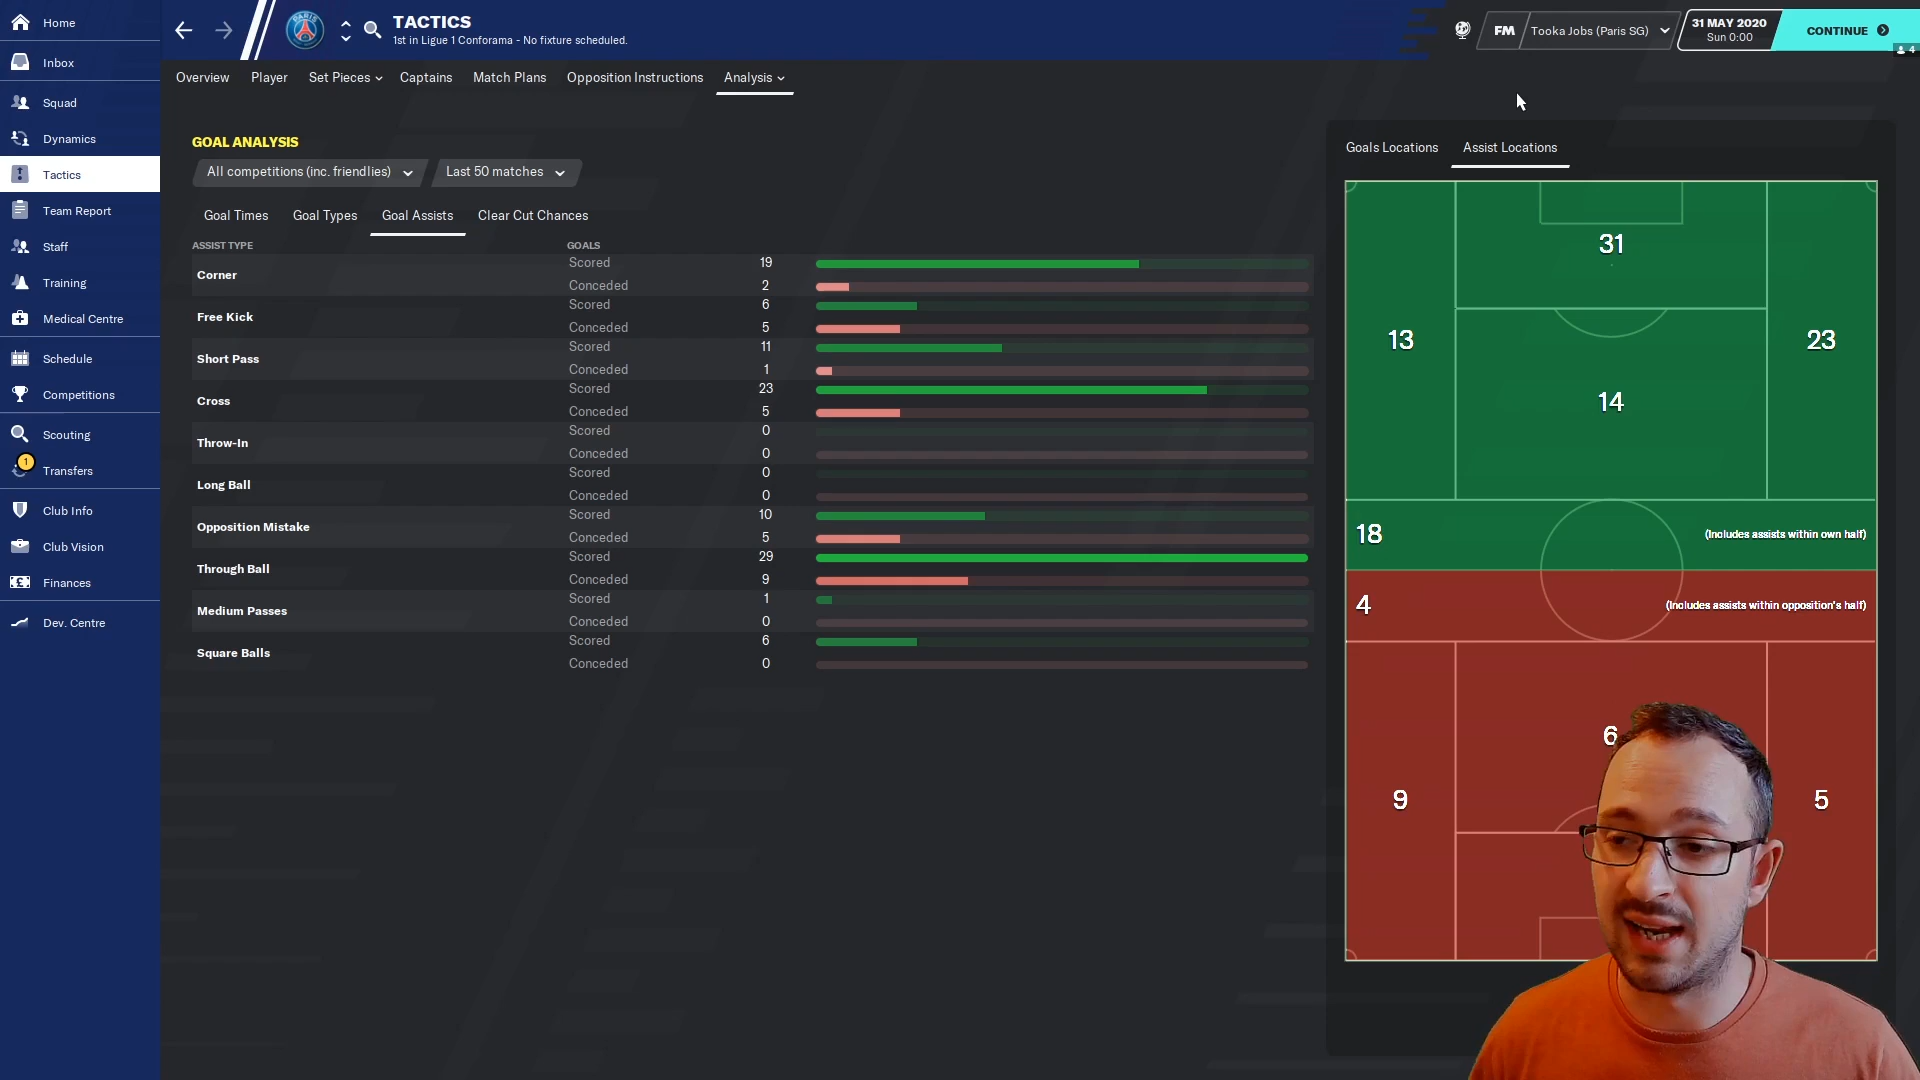 Home
Inbox
Squad
Dynamics
Tactics
Team Report
Staff
Training
Medical Centre
Schedule
Competitions
Scouting
1
Transfers
Club Info
Club Vision
Finances
Dev. Centre
PARIS
TACTICS
1st in Ligue 1 Conforama - No fixture scheduled.
FM
Tooka Jobs (Paris SG)
31 MAY 2020
Sun 0:00
CONTINUE
4
Overview
Player
Set Pieces
Captains
Match Plans
Opposition Instructions
Analysis
GOAL ANALYSIS
All competitions (inc. friendlies)
Last 50 matches
Goal Times
Goal Types
Goal Assists
Clear Cut Chances
ASSIST TYPE GOALS
Corner
Scored 19
Conceded 2
Free Kick
Scored 6
Conceded 5
Short Pass
Scored 11
Conceded 1
Cross
Scored 23
Conceded 5
Throw-In
Scored 0
Conceded 0
Long Ball
Scored 0
Conceded 0
Opposition Mistake
Scored 10
Conceded 5
Through Ball
Scored 29
Conceded 9
Medium Passes
Scored 1
Conceded 0
Square Balls
Scored 6
Conceded 0
Goals Locations
Assist Locations
31
13
23
14
18
(Includes assists within own half)
4
(Includes assists within opposition's half)
6
9
5